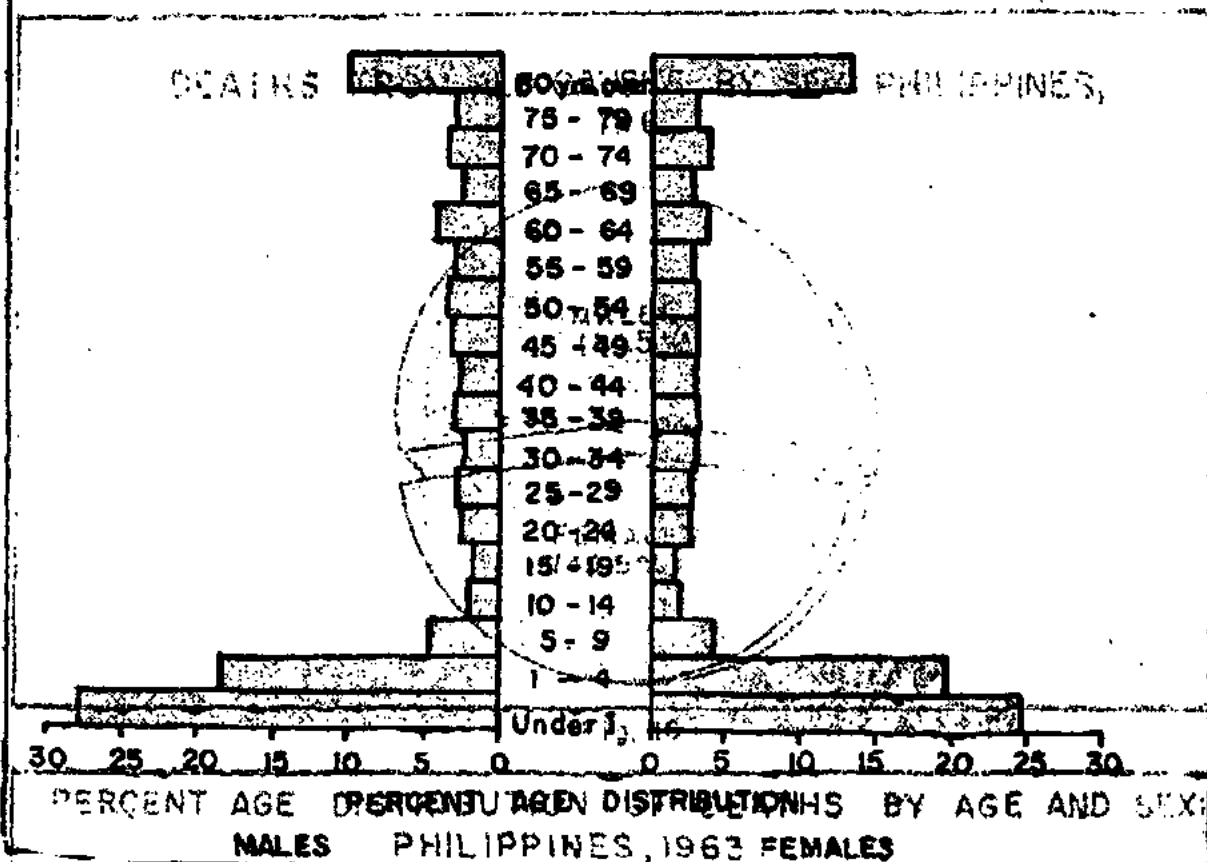 DEATHS BY PHILIPPINES,
80 yrs. over
75 - 79
70 - 74
65 - 69
60 - 64
55 - 59
50 - 54
45 - 49
40 - 44
35 - 39
30 - 34
25 - 29
20 - 24
15 - 19
10 - 14
5 - 9
1 - 4
Under 1
30 25 20 15 10 5 0 0 5 10 15 20 25 30
PERCENT AGE DISTRIBUTION
BY AGE AND SEX
MALES PHILIPPINES, 1963 FEMALES